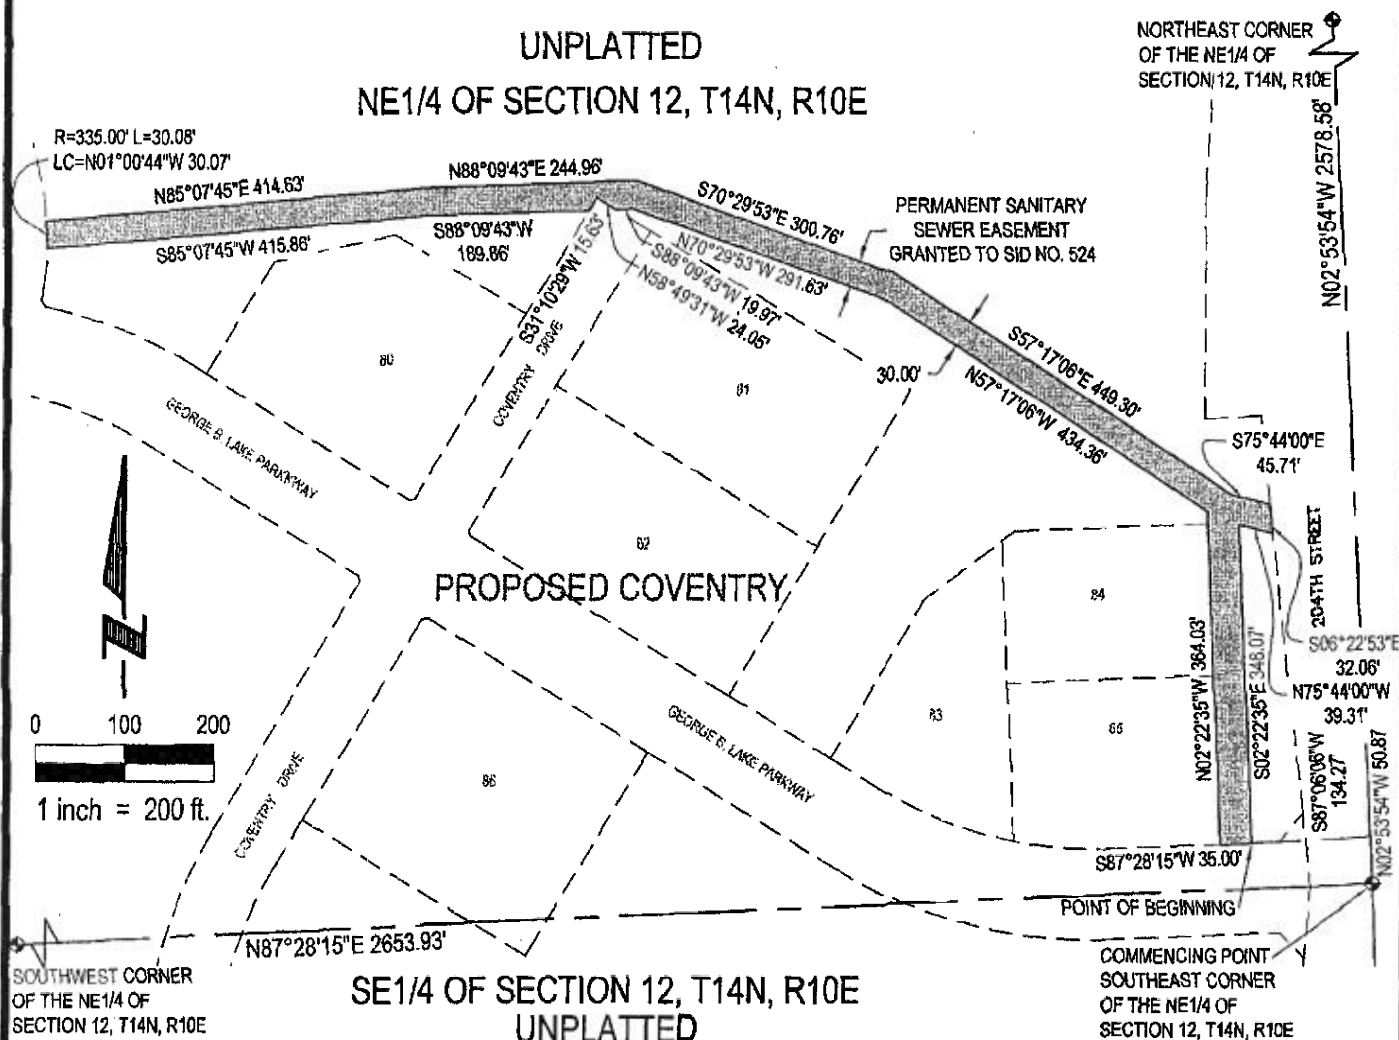 UNPLATTED
NE1/4 OF SECTION 12, T14N, R10E
NORTHEAST CORNER
OF THE NE1/4 OF
SECTION 12, T14N, R10E
N02°53'54"W 2578.58'
R=335.00' L=30.08'
LC=N01°00'44"W 30.07'
N85°07'45"E 414.63'
N88°09'43"E 244.96'
S70°29'53"E 300.76'
PERMANENT SANITARY
SEWER EASEMENT
GRANTED TO SID NO. 524
S85°07'45"W 415.86'
S88°09'43"W
189.86'
S31°10'29"W 15.63'
N70°29'53"W 291.63'
S88°09'43"W 19.97'
N58°49'31"W 24.05'
S57°17'06"E 449.30'
30.00'
N57°17'06"W 434.36'
S75°44'00"E
45.71'
80
81
COVENTRY DRIVE
GEORGE B. LAKE PARKWAY
82
PROPOSED COVENTRY
84
204TH STREET
S06°22'53"E
32.06'
N75°44'00"W
39.31'
N02°22'35"W 364.03'
S02°22'35"E 348.07'
83
85
GEORGE B. LAKE PARKWAY
0 100 200
1 inch = 200 ft.
COVENTRY DRIVE
86
S87°06'06"W
134.27
N02°53'54"W 50.87
S87°28'15"W 35.00'
POINT OF BEGINNING
N87°28'15"E 2653.93'
SOUTHWEST CORNER
OF THE NE1/4 OF
SECTION 12, T14N, R10E
SE1/4 OF SECTION 12, T14N, R10E
UNPLATTED
COMMENCING POINT
SOUTHEAST CORNER
OF THE NE1/4 OF
SECTION 12, T14N, R10E